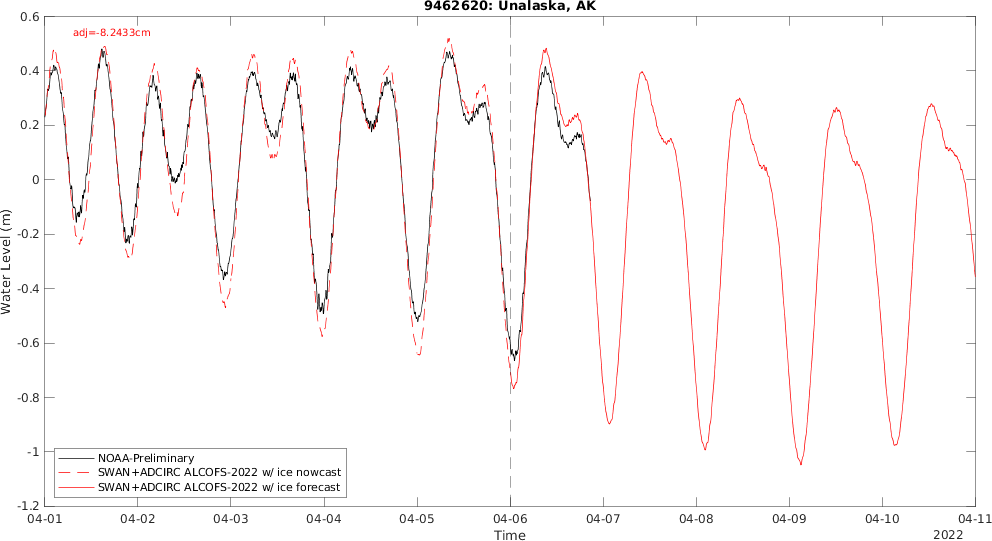 9462620: Unalaska, AK
adj=-8.2433cm
Water Level (m)
0.6
0.4
0.2
0
-0.2
-0.4
-0.6
-0.8
-1
-1.2
NOAA-Preliminary
SWAN+ADCIRC ALCOFS-2022 w/ ice nowcast
SWAN+ADCIRC ALCOFS-2022 w/ ice forecast
04-01 04-02 04-03 04-04 04-05 04-06 04-07 04-08 04-09 04-10 04-11
Time
2022